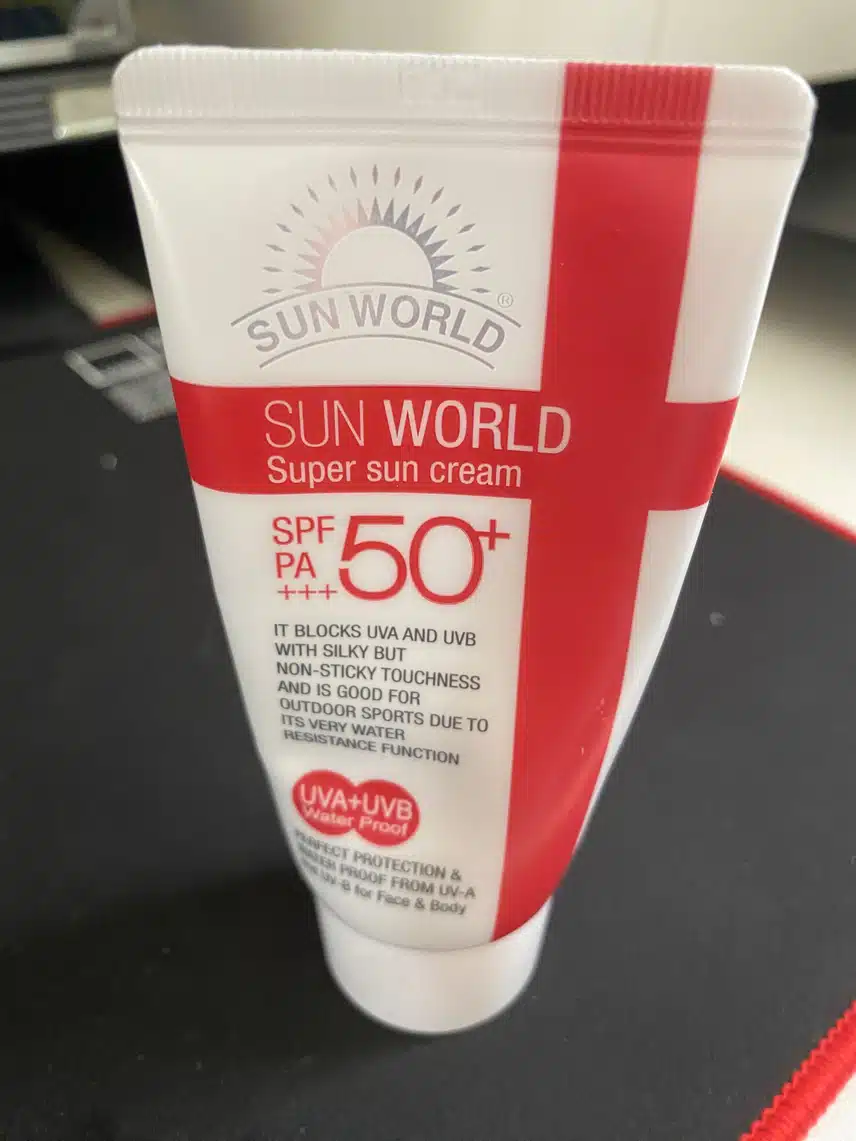 SUN WORLD®
SUN WORLD
Super sun cream
SPF 50+
PA
+++
IT BLOCKS UVA AND UVB
WITH SILKY BUT
NON-STICKY TOUCHNESS
AND IS GOOD FOR
OUTDOOR SPORTS DUE TO
ITS VERY WATER
RESISTANCE FUNCTION
UVA+UVB
Water Proof
PERFECT PROTECTION &
WATER PROOF FROM UV-A
UV-B for Face & Body